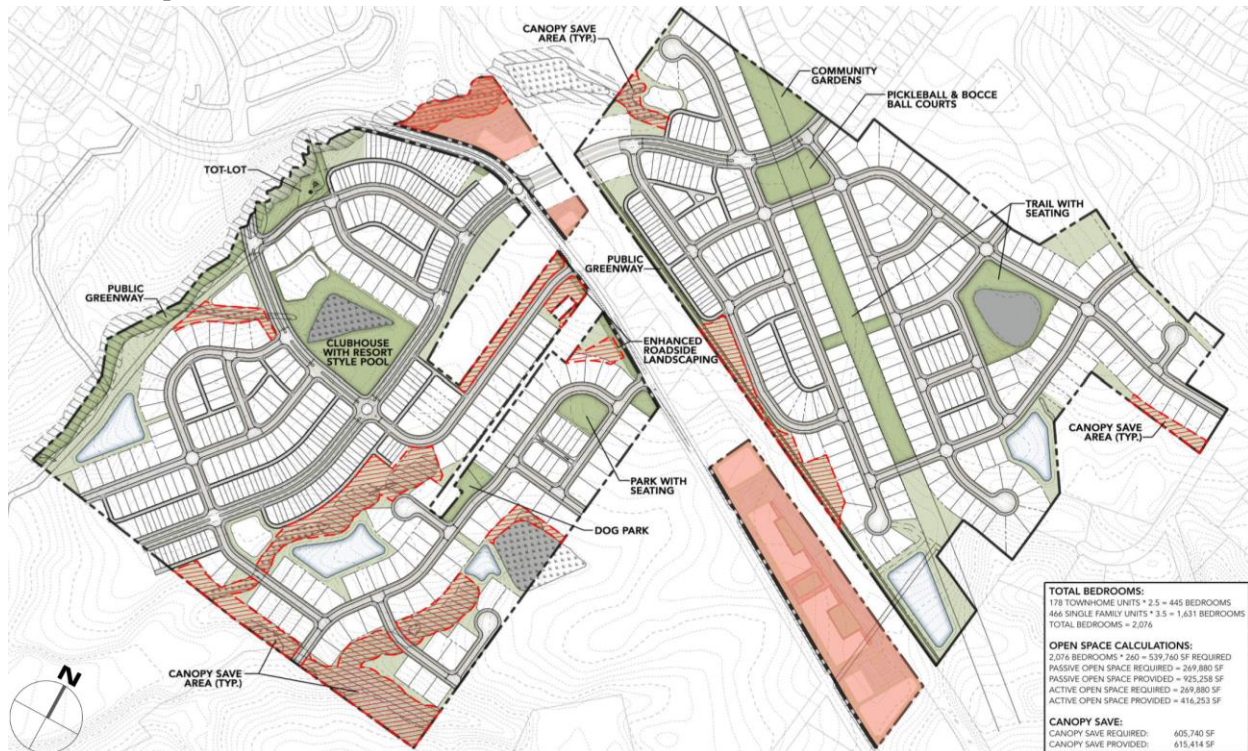 CANOPY SAVE
AREA (TYP.)
COMMUNITY
GARDENS
PICKLEBALL & BOCCE
BALL COURTS
TOT-LOT
TRAIL WITH
SEATING
PUBLIC
GREENWAY
PUBLIC
GREENWAY
CLUBHOUSE
WITH RESORT
STYLE POOL
ENHANCED
ROADSIDE
LANDSCAPING
CANOPY SAVE
AREA (TYP.)
PARK WITH
SEATING
DOG PARK
CANOPY SAVE
AREA (TYP.)
N
TOTAL BEDROOMS:
178 TOWNHOME UNITS * 2.5 = 445 BEDROOMS
466 SINGLE FAMILY UNITS * 3.5 = 1,631 BEDROOMS
TOTAL BEDROOMS = 2,076
OPEN SPACE CALCULATIONS:
2,076 BEDROOMS * 260 = 539,760 SF REQUIRED
PASSIVE OPEN SPACE REQUIRED = 269,880 SF
PASSIVE OPEN SPACE PROVIDED = 925,258 SF
ACTIVE OPEN SPACE REQUIRED = 269,880 SF
ACTIVE OPEN SPACE PROVIDED = 416,253 SF
CANOPY SAVE:
CANOPY SAVE REQUIRED: 605,740 SF
CANOPY SAVE PROVIDED: 615,414 SF